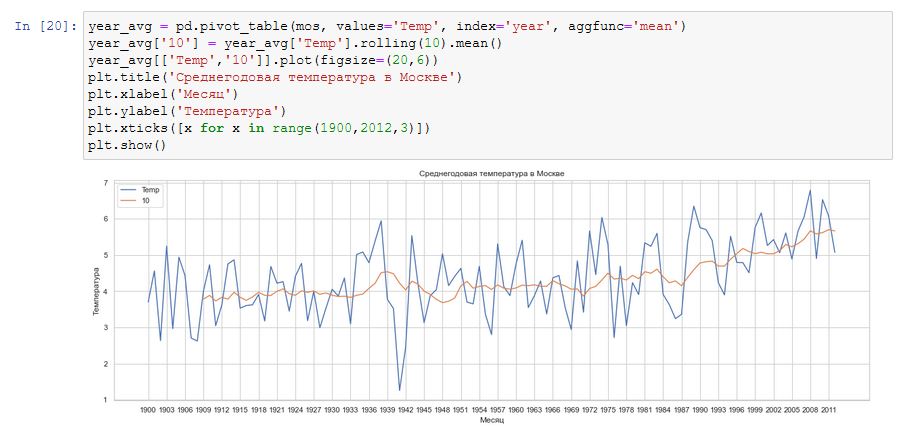 In [20]: year_avg = pd.pivot_table(mos, values='Temp', index='year', aggfunc='mean')
year_avg['10'] = year_avg['Temp'].rolling(10).mean()
year_avg[['Temp','10']].plot(figsize=(20,6))
plt.title('Среднегодовая температура в Москве')
plt.xlabel('Месяц')
plt.ylabel('Температура')
plt.xticks([x for x in range(1900,2012,3)])
plt.show()
Среднегодовая температура в Москве
Temp
10
7
6
5
4
3
2
1
Температура
1900 1903 1906 1909 1912 1915 1918 1921 1924 1927 1930 1933 1936 1939 1942 1945 1948 1951 1954 1957 1960 1963 1966 1969 1972 1975 1978 1981 1984 1987 1990 1993 1996 1999 2002 2005 2008 2011
Месяц